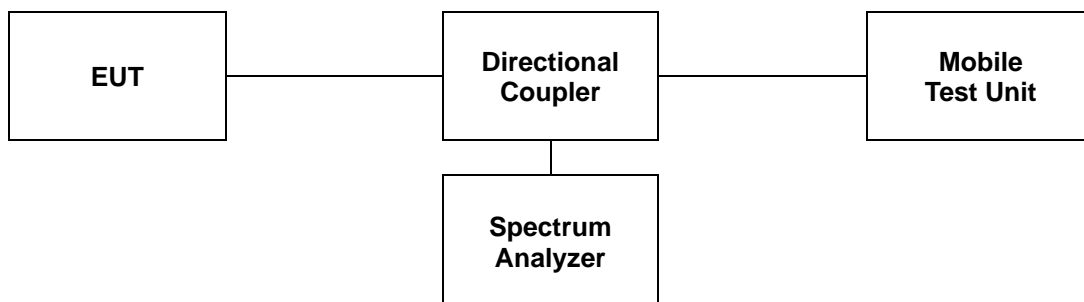 EUT
Directional
Coupler
Mobile
Test Unit
Spectrum
Analyzer